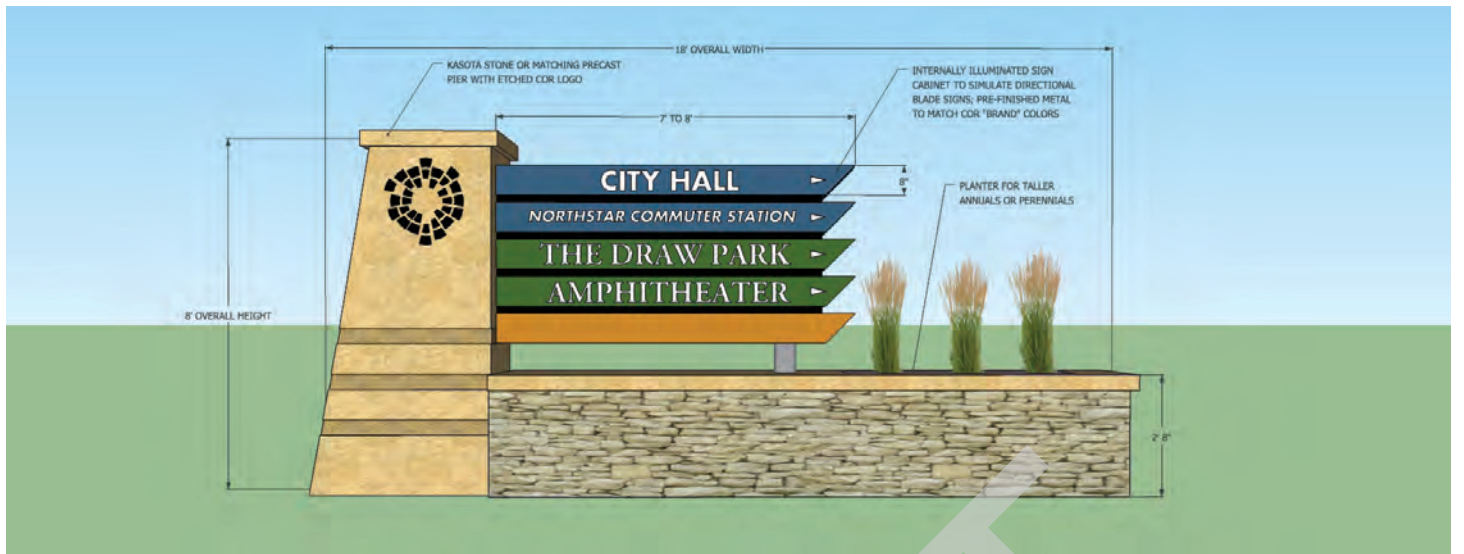 18' OVERALL WIDTH
KASOTA STONE OR MATCHING PRECAST
PIER WITH ETCHED COR LOGO
INTERNALLY ILLUMINATED SIGN
CABINET TO SIMULATE DIRECTIONAL
BLADE SIGNS; PRE-FINISHED METAL
TO MATCH COR "BRAND" COLORS
7' TO 8'
CITY HALL
8"
PLANTER FOR TALLER
ANNUALS OR PERENNIALS
NORTHSTAR COMMUTER STATION
THE DRAW PARK
AMPHITHEATER
8' OVERALL HEIGHT
2' 8"